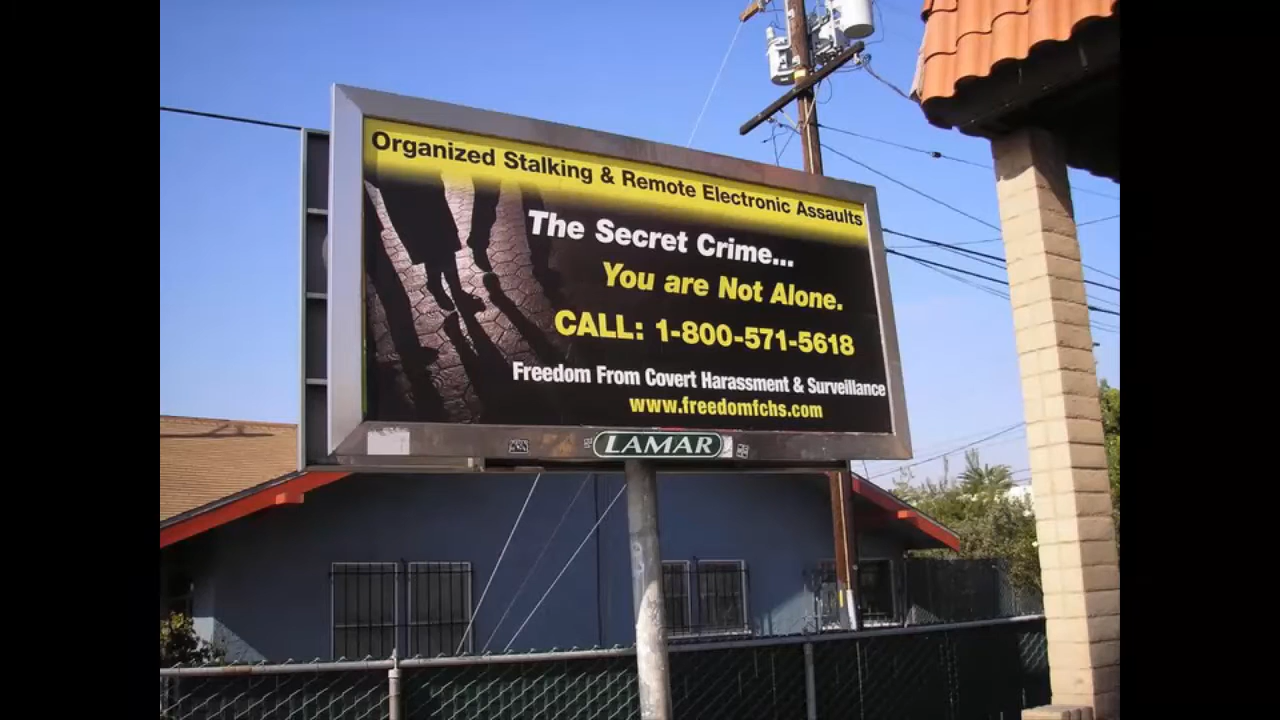 Organized Stalking & Remote Electronic Assaults
The Secret Crime...
You are Not Alone.
CALL: 1-800-571-5618
Freedom From Covert Harassment & Surveillance
www.freedomfchs.com
LAMAR